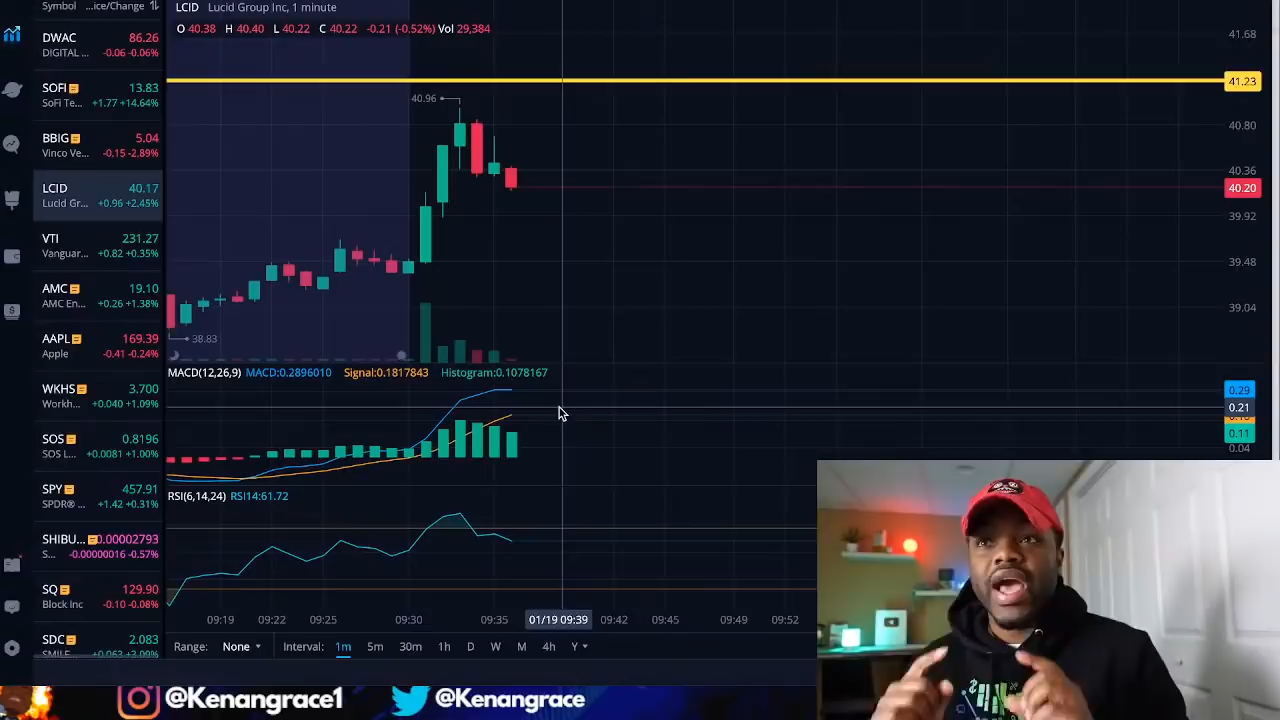 Symbol ...ice/Change
DWAC 86.26
DIGITAL ... -0.06 -0.06%
SOFI 13.83
SoFi Te... +1.77 +14.64%
BBIG 5.04
Vinco Ve... -0.15 -2.89%
LCID 40.17
Lucid Gr... +0.96 +2.45%
VTI 231.27
Vanguar... +0.82 +0.35%
AMC 19.10
AMC En... +0.26 +1.38%
AAPL 169.39
Apple -0.41 -0.24%
WKHS 3.700
Workh... +0.040 +1.09%
SOS 0.8196
SOS L... +0.0081 +1.00%
SPY 457.91
SPDR® ... +1.42 +0.31%
SHIBU... 0.00002793
S... -0.00000016 -0.57%
SQ 129.90
Block Inc -0.10 -0.08%
SDC 2.083
LCID Lucid Group Inc, 1 minute
O 40.38 H 40.40 L 40.22 C 40.22 -0.21 (-0.52%) Vol 29,384
40.96
38.83
41.68
41.23
40.80
40.36
40.20
39.92
39.48
39.04
MACD(12,26,9) MACD:0.2896010 Signal:0.1817843 Histogram:0.1078167
0.29
0.21
0.11
0.04
RSI(6,14,24) RSI14:61.72
09:19 09:22 09:25 09:30 09:35 01/19 09:39 09:42 09:45 09:49 09:52
Range: None Interval: 1m 5m 30m 1h D W M 4h Y
@Kenangrace1 @Kenangrace